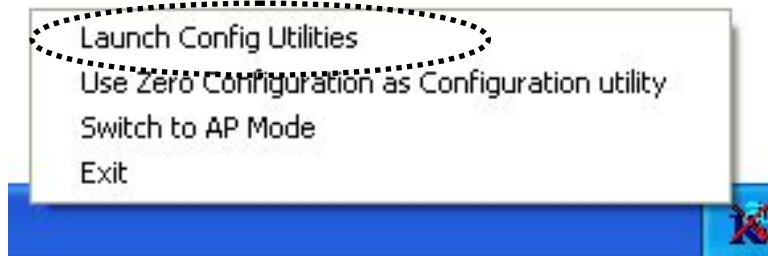 Launch Config Utilities
Use Zero Configuration as Configuration utility
Switch to AP Mode
Exit